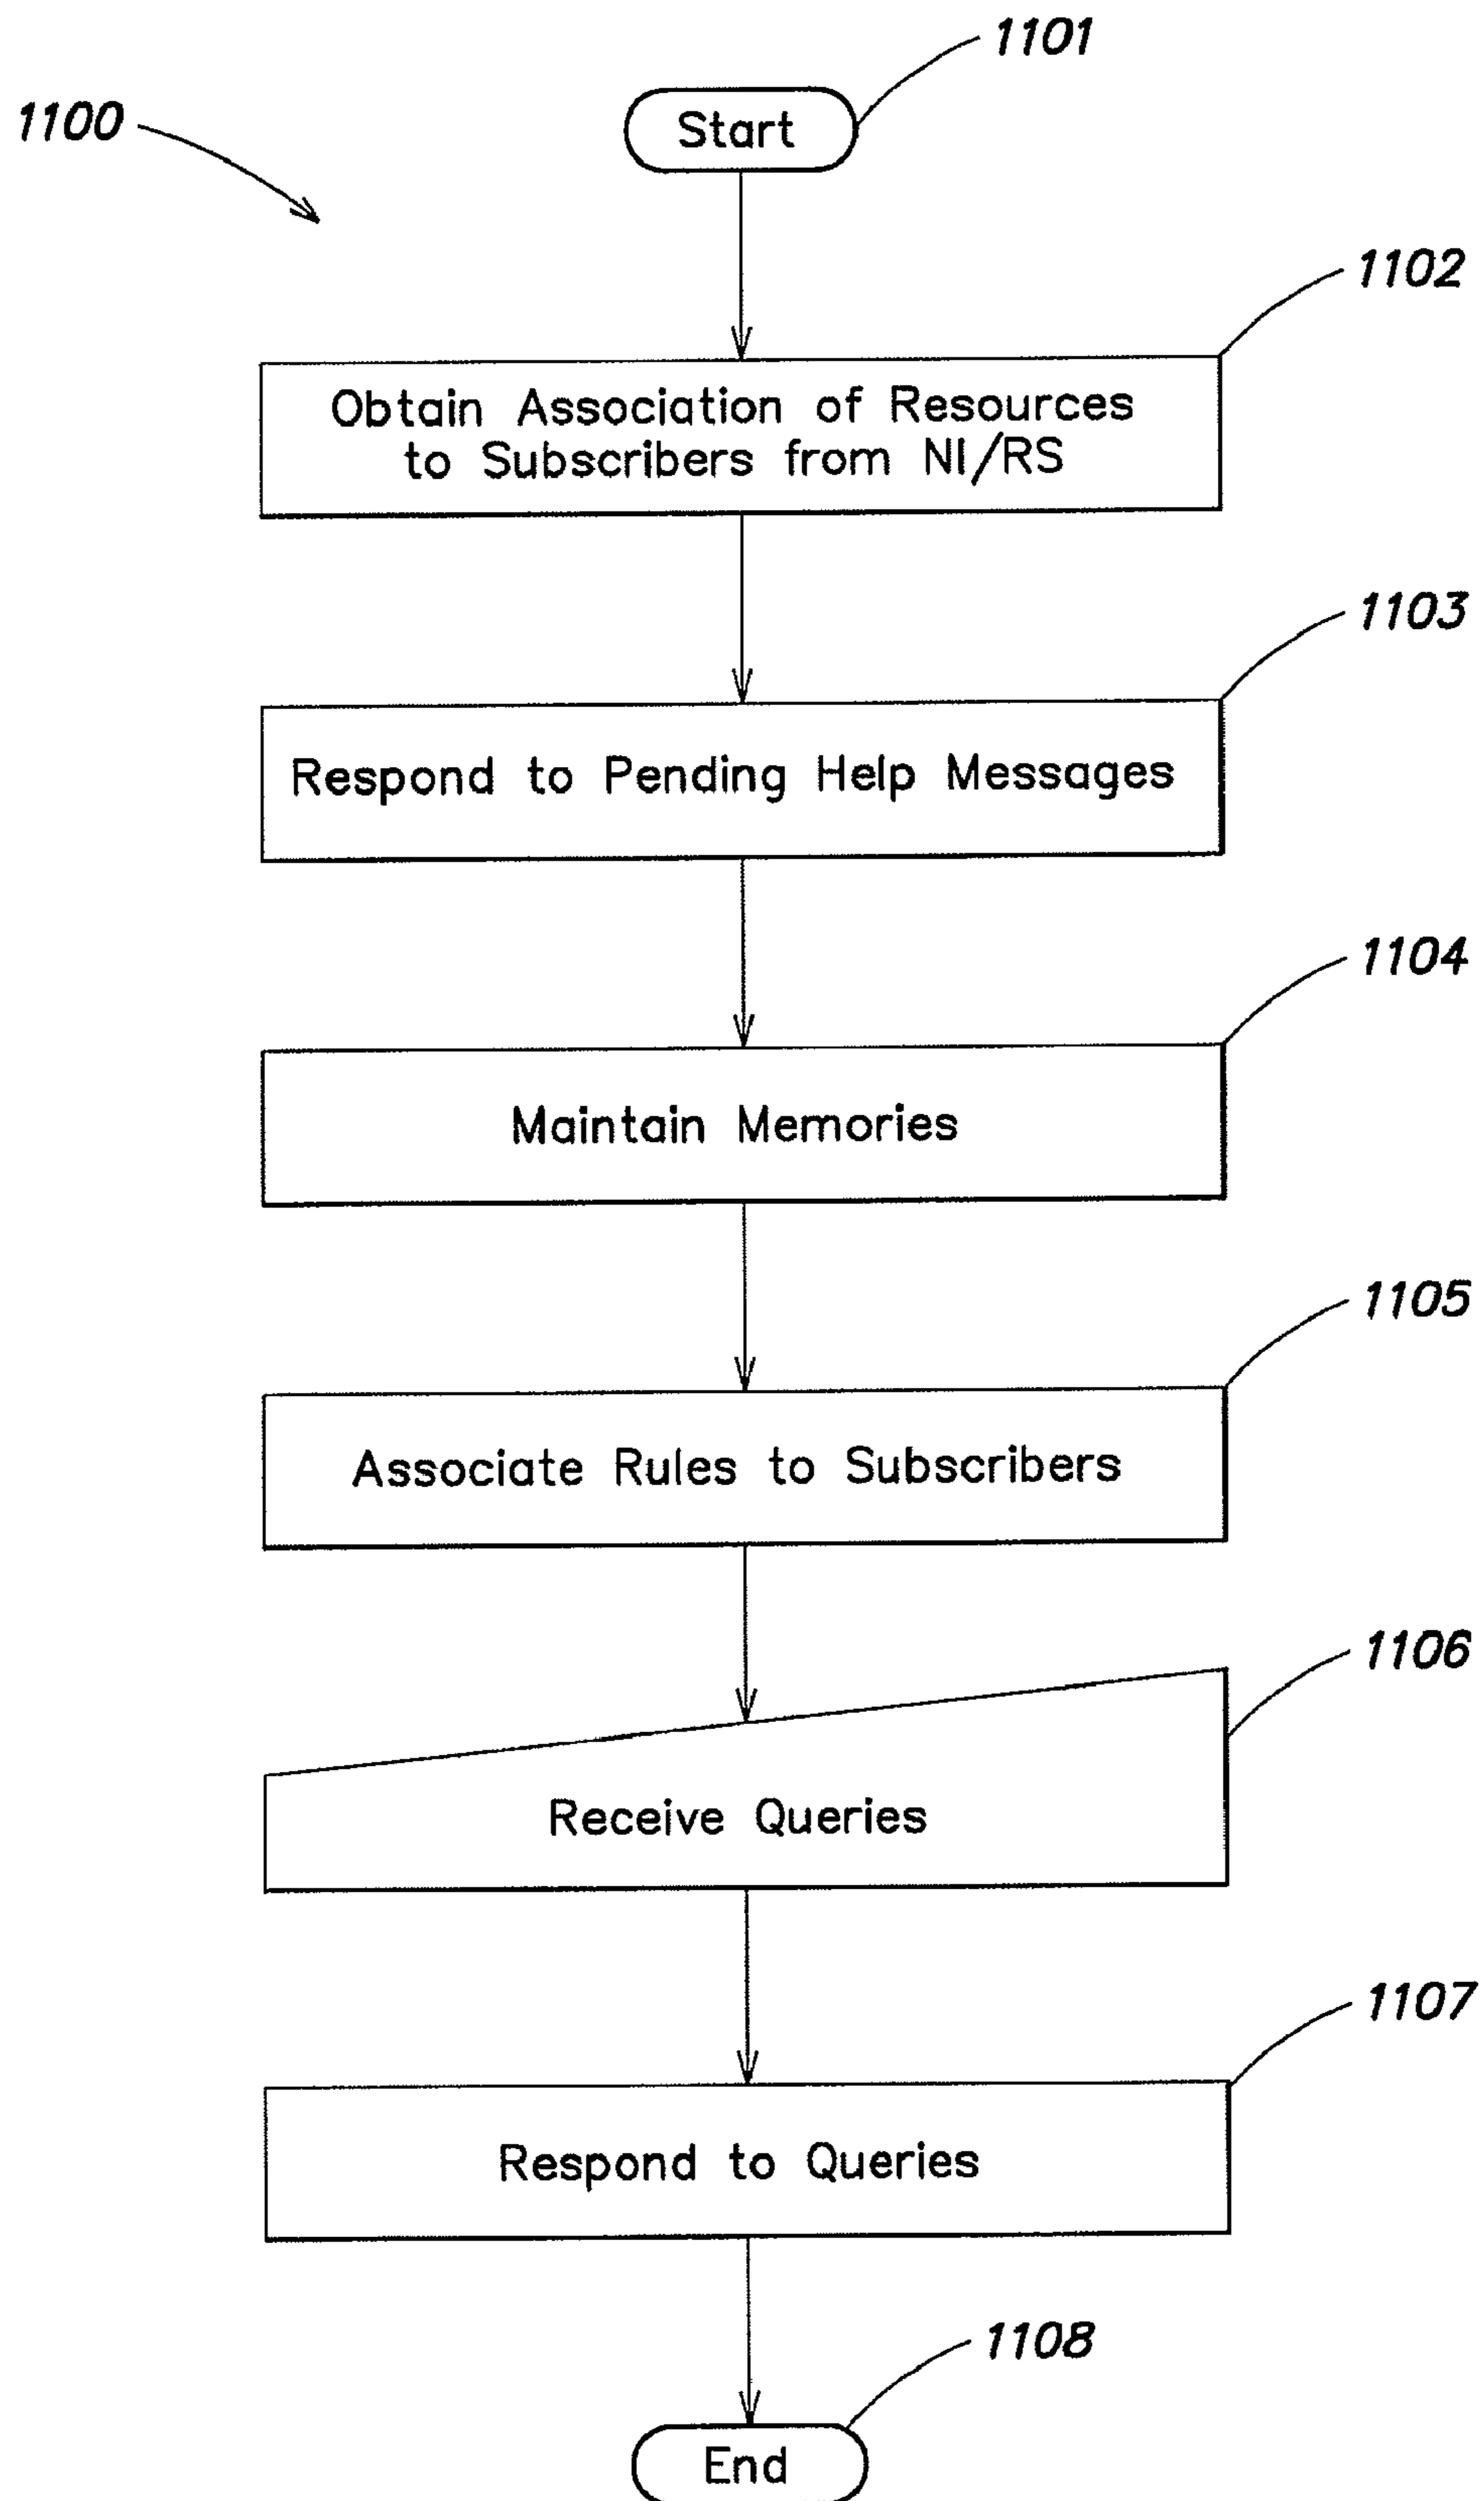 1101
1100
Start
1102
Obtain Association of Resources
to Subscribers from NI/RS
1103
Respond to Pending Help Messages
1104
Maintain Memories
1105
Associate Rules to Subscribers
1106
Receive Queries
1107
Respond to Queries
1108
End